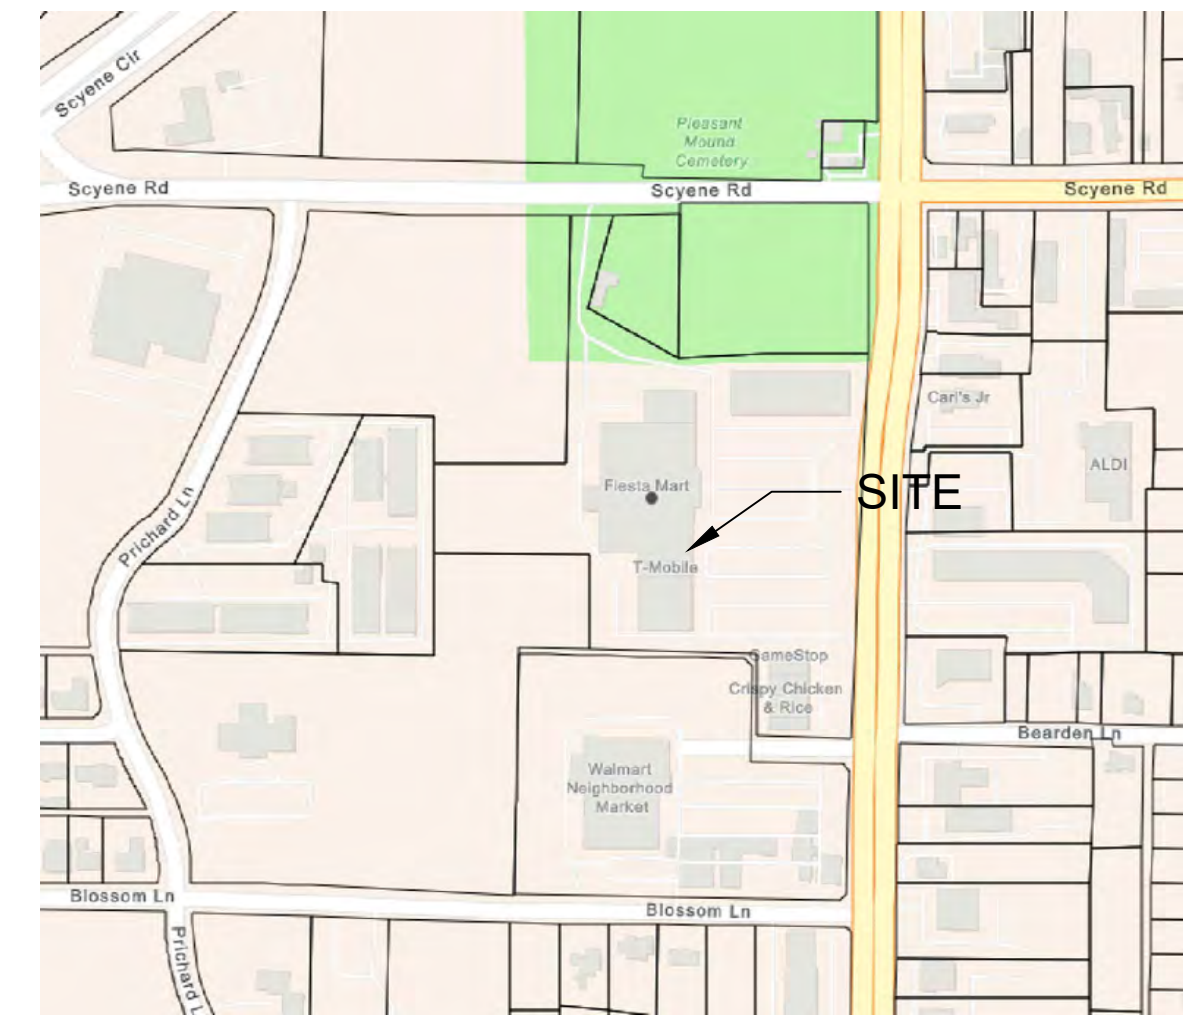 Scyene Cir
Pleasant
Mound
Cemetery
Scyene Rd
Scyene Rd
Scyene Rd
Carl's Jr
ALDI
Fiesta Mart
SITE
Prichard Ln
T-Mobile
GameStop
Crispy Chicken
& Rice
Bearden Ln
Walmart
Neighborhood
Market
Blossom Ln
Blossom Ln
Prichard L